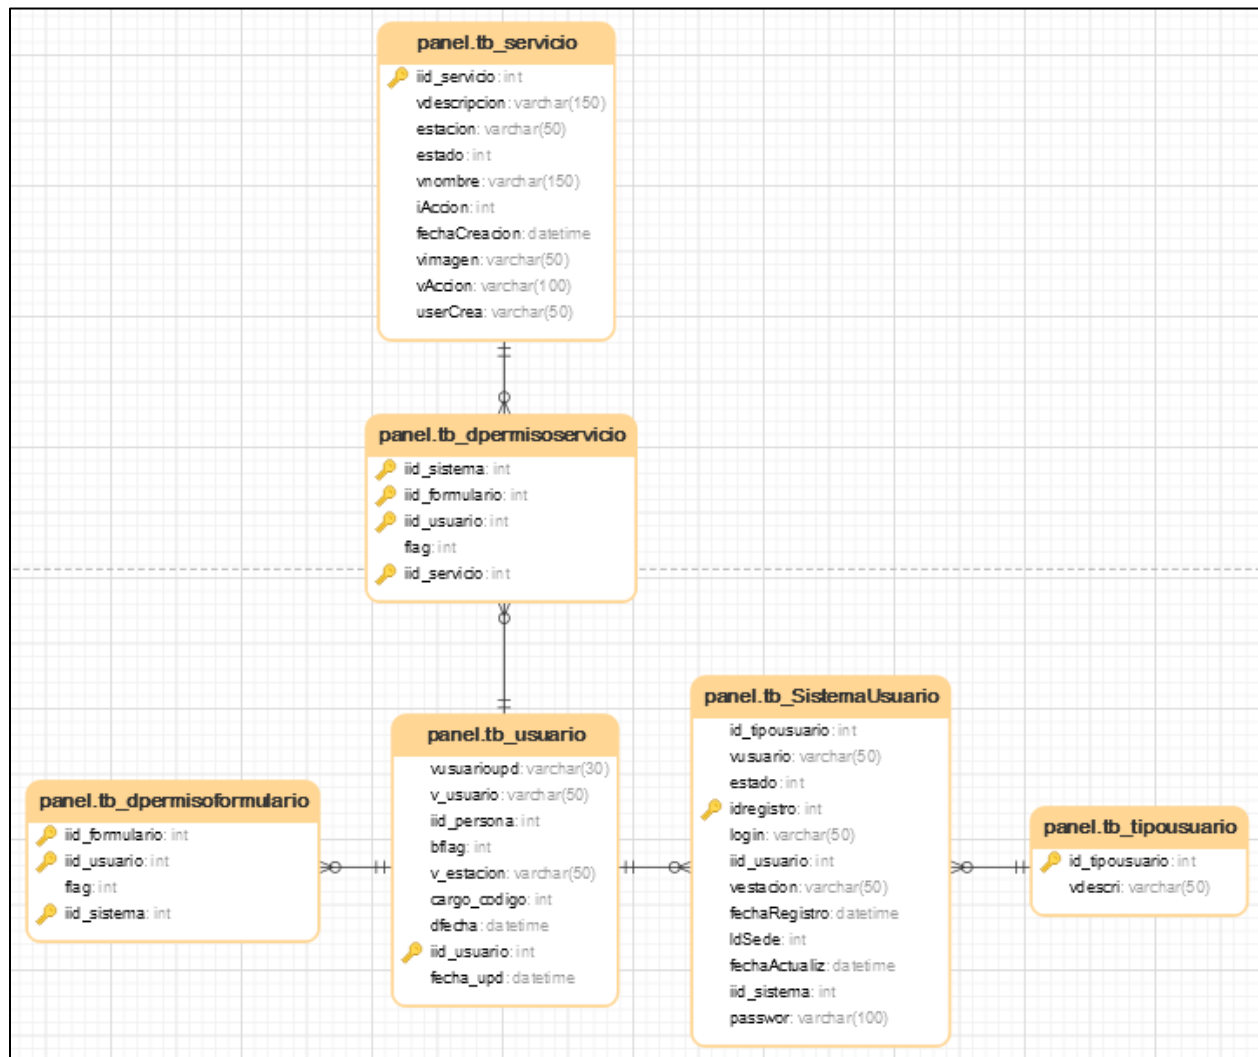 panel.tb_servicio
iid_servicio: int
vdescripcion: varchar(150)
estacion: varchar(50)
estado: int
vnombre: varchar(150)
iAccion: int
fechaCreacion: datetime
vimagen: varchar(50)
vAccion: varchar(100)
userCrea: varchar(50)
panel.tb_dpermisoservicio
iid_sistema: int
iid_formulario: int
iid_usuario: int
flag: int
iid_servicio: int
panel.tb_usuario
vusuarioupd: varchar(30)
v_usuario: varchar(50)
iid_persona: int
bflag: int
v_estacion: varchar(50)
cargo_codigo: int
dfecha: datetime
iid_usuario: int
fecha_upd: datetime
panel.tb_dpermisoformulario
iid_formulario: int
iid_usuario: int
flag: int
iid_sistema: int
panel.tb_SistemaUsuario
id_tipousuario: int
vusuario: varchar(50)
estado: int
idregistro: int
login: varchar(50)
iid_usuario: int
vestacion: varchar(50)
fechaRegistro: datetime
IdSede: int
fechaActualiz: datetime
iid_sistema: int
passwor: varchar(100)
panel.tb_tipousuario
id_tipousuario: int
vdescri: varchar(50)